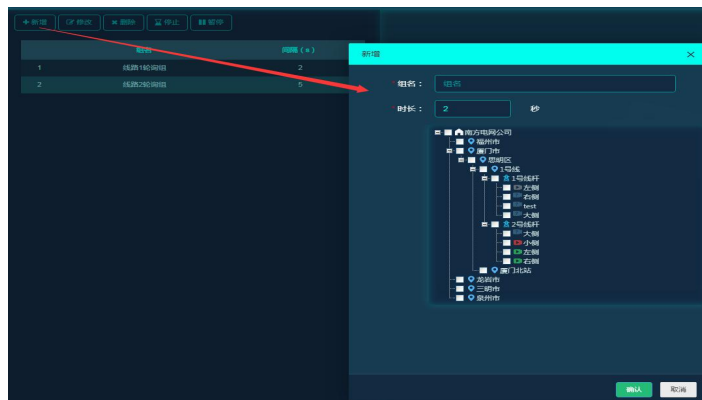 新增 修改 删除 停止 暂停
组名 间隔（s）
1 线路1轮询组 2
2 线路2轮询组 5
新增
组名： 组名
时长： 2 秒
南方电网公司
福州市
厦门市
思明区
1号线
1号线杆
左侧
右侧
test
大侧
2号线杆
大侧
小侧
左侧
右侧
厦门北站
龙岩市
三明市
泉州市
确认 取消